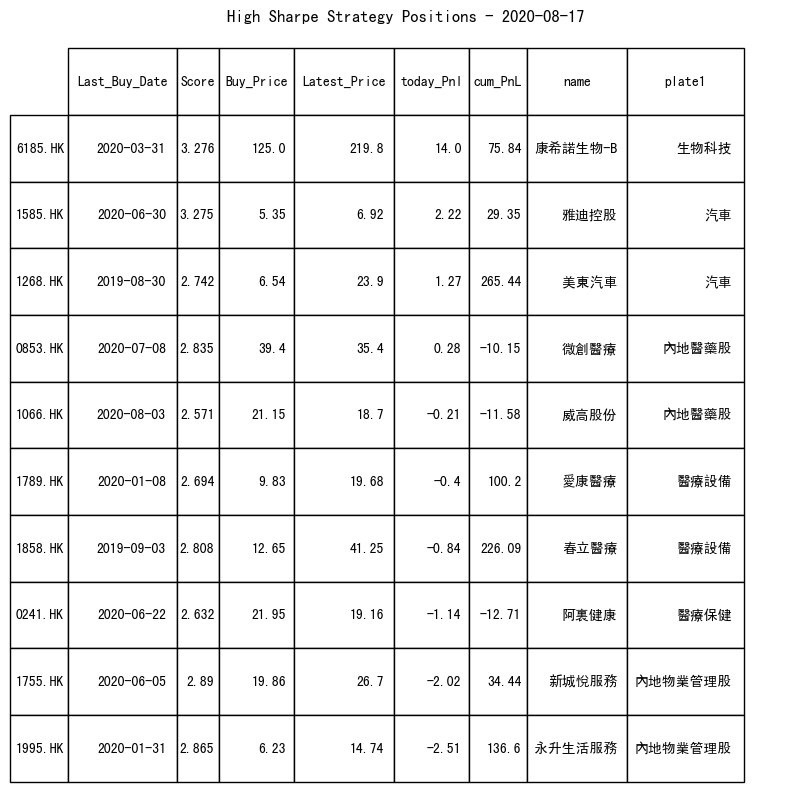 High Sharpe Strategy Positions - 2020-08-17
Last_Buy_Date Score Buy_Price Latest_Price today_Pnl cum_PnL name plate1
6185.HK 2020-03-31 3.276 125.0 219.8 14.0 75.84 康希諾生物-B 生物科技
1585.HK 2020-06-30 3.275 5.35 6.92 2.22 29.35 雅迪控股 汽車
1268.HK 2019-08-30 2.742 6.54 23.9 1.27 265.44 美東汽車 汽車
0853.HK 2020-07-08 2.835 39.4 35.4 0.28 -10.15 微創醫療 內地醫藥股
1066.HK 2020-08-03 2.571 21.15 18.7 -0.21 -11.58 威高股份 內地醫藥股
1789.HK 2020-01-08 2.694 9.83 19.68 -0.4 100.2 愛康醫療 醫療設備
1858.HK 2019-09-03 2.808 12.65 41.25 -0.84 226.09 春立醫療 醫療設備
0241.HK 2020-06-22 2.632 21.95 19.16 -1.14 -12.71 阿裏健康 醫療保健
1755.HK 2020-06-05 2.89 19.86 26.7 -2.02 34.44 新城悅服務 內地物業管理股
1995.HK 2020-01-31 2.865 6.23 14.74 -2.51 136.6 永升生活服務 內地物業管理股